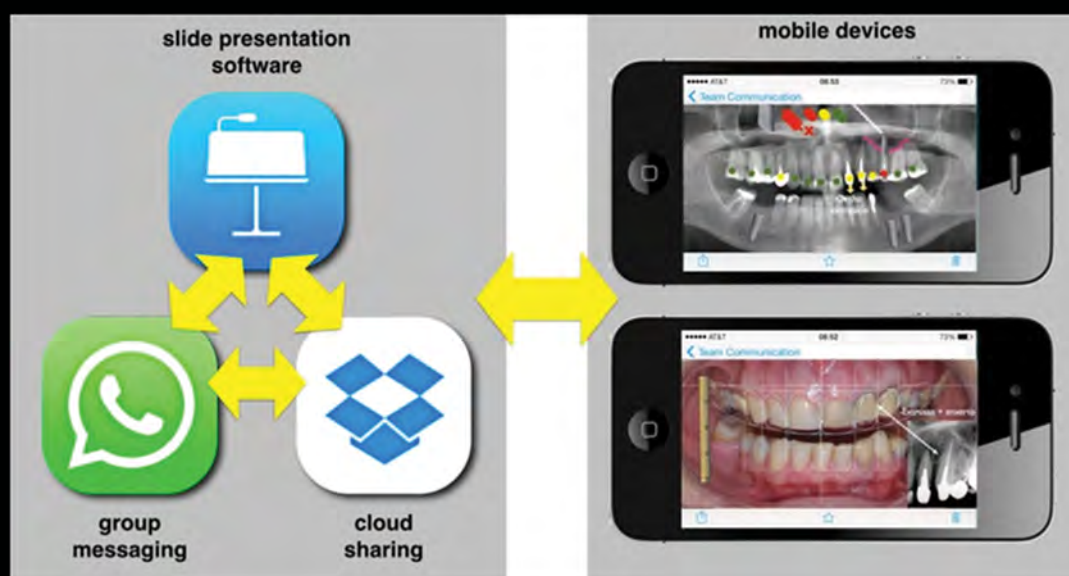 slide presentation
software
group
messaging
cloud
sharing
mobile devices
AT&T 08:53 73%
Team Communication
AT&T 08:52 73%
Team Communication